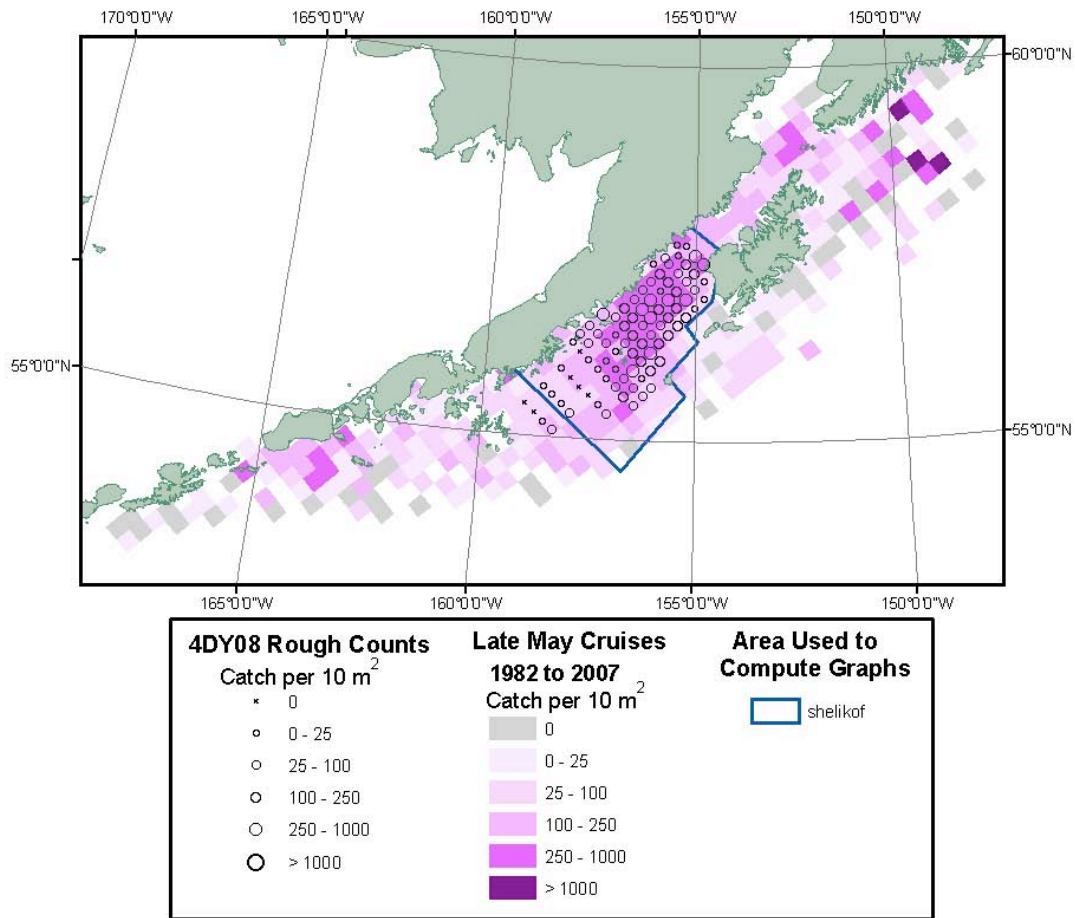 170°0'0"W 165°0'0"W 160°0'0"W 155°0'0"W 150°0'0"W
60°0'0"N
55°0'0"N
55°0'0"N
165°0'0"W 160°0'0"W 155°0'0"W 150°0'0"W
4DY08 Rough Counts
Catch per 10 m²
0
0 - 25
25 - 100
100 - 250
250 - 1000
> 1000
Late May Cruises
1982 to 2007
Catch per 10 m²
0
0 - 25
25 - 100
100 - 250
250 - 1000
> 1000
Area Used to
Compute Graphs
shelikof